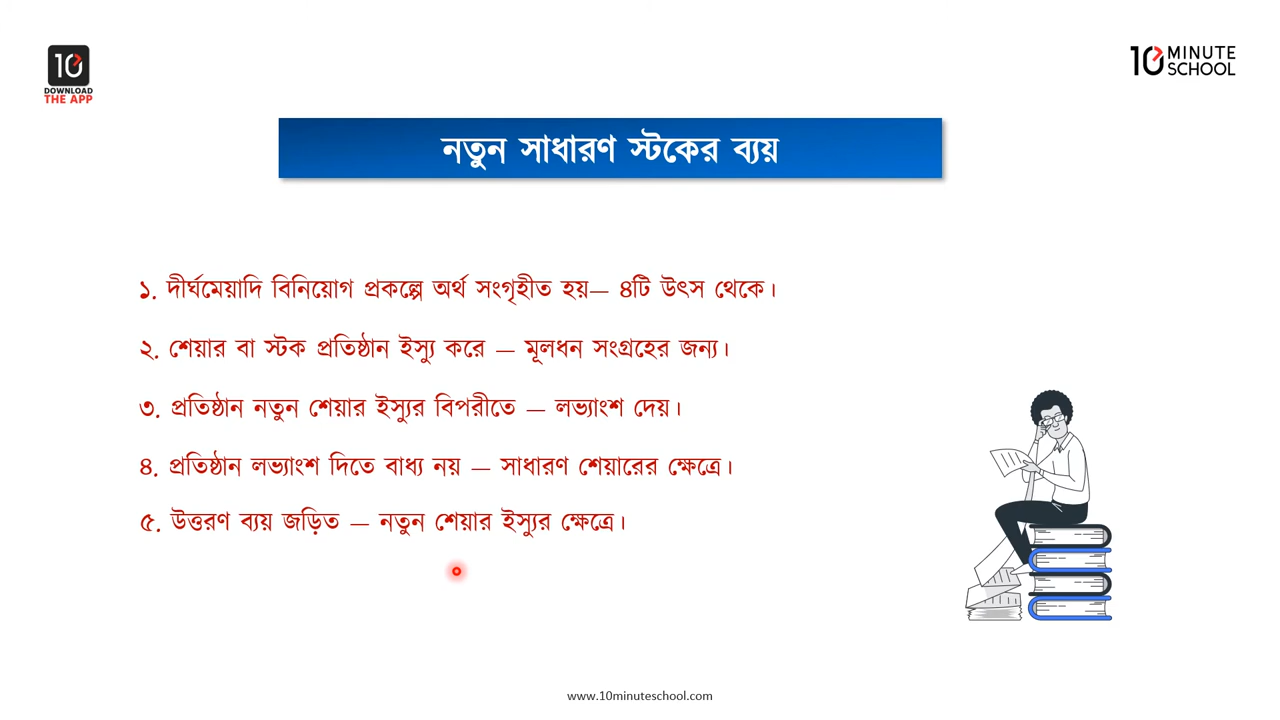 10
DOWNLOAD
THE APP
10 MINUTE
SCHOOL
নতুন সাধারণ স্টকের ব্যয়
১. দীর্ঘমেয়াদি বিনিয়োগ প্রকল্পে অর্থ সংগৃহীত হয়— ৪টি উৎস থেকে।
২. শেয়ার বা স্টক প্রতিষ্ঠান ইস্যু করে — মূলধন সংগ্রহের জন্য।
৩. প্রতিষ্ঠান নতুন শেয়ার ইস্যুর বিপরীতে — লভ্যাংশ দেয়।
৪. প্রতিষ্ঠান লভ্যাংশ দিতে বাধ্য নয় — সাধারণ শেয়ারের ক্ষেত্রে।
৫. উত্তরণ ব্যয় জড়িত — নতুন শেয়ার ইস্যুর ক্ষেত্রে।
www.10minuteschool.com